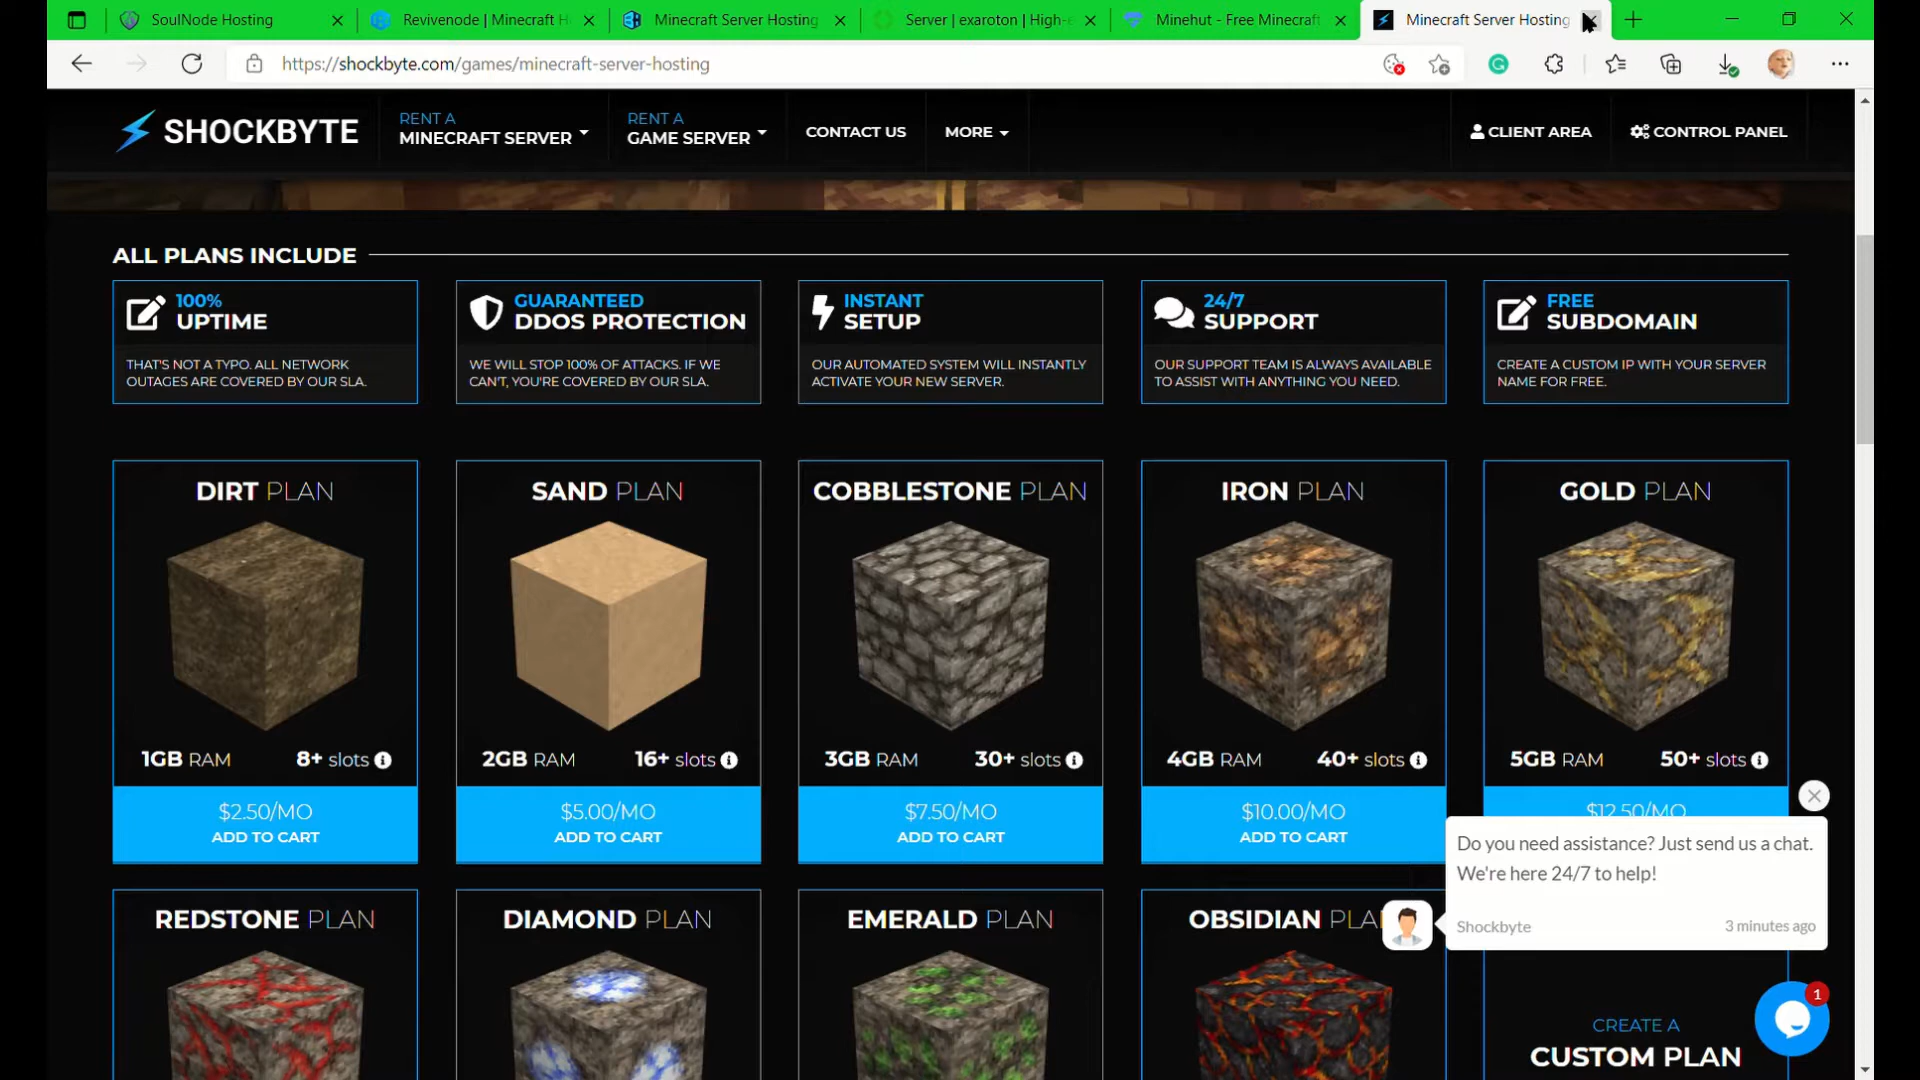 SoulNode Hosting
Revivenode | Minecraft H
Minecraft Server Hosting
Server | exaroton | High-e
Minehut - Free Minecraft
Minecraft Server Hosting
https://shockbyte.com/games/minecraft-server-hosting
SHOCKBYTE
RENT A
MINECRAFT SERVER
RENT A
GAME SERVER
CONTACT US
MORE
CLIENT AREA
CONTROL PANEL
ALL PLANS INCLUDE
100%
UPTIME
THAT'S NOT A TYPO. ALL NETWORK
OUTAGES ARE COVERED BY OUR SLA.
GUARANTEED
DDOS PROTECTION
WE WILL STOP 100% OF ATTACKS. IF WE
CAN'T, YOU'RE COVERED BY OUR SLA.
INSTANT
SETUP
OUR AUTOMATED SYSTEM WILL INSTANTLY
ACTIVATE YOUR NEW SERVER.
24/7
SUPPORT
OUR SUPPORT TEAM IS ALWAYS AVAILABLE
TO ASSIST WITH ANYTHING YOU NEED.
FREE
SUBDOMAIN
CREATE A CUSTOM IP WITH YOUR SERVER
NAME FOR FREE.
DIRT PLAN
1GB RAM 8+ slots
$2.50/MO
ADD TO CART
SAND PLAN
2GB RAM 16+ slots
$5.00/MO
ADD TO CART
COBBLESTONE PLAN
3GB RAM 30+ slots
$7.50/MO
ADD TO CART
IRON PLAN
4GB RAM 40+ slots
$10.00/MO
ADD TO CART
GOLD PLAN
5GB RAM 50+ slots
$12.50/MO
REDSTONE PLAN
DIAMOND PLAN
EMERALD PLAN
OBSIDIAN PLA
CREATE A
CUSTOM PLAN
Do you need assistance? Just send us a chat.
We're here 24/7 to help!
Shockbyte 3 minutes ago
1